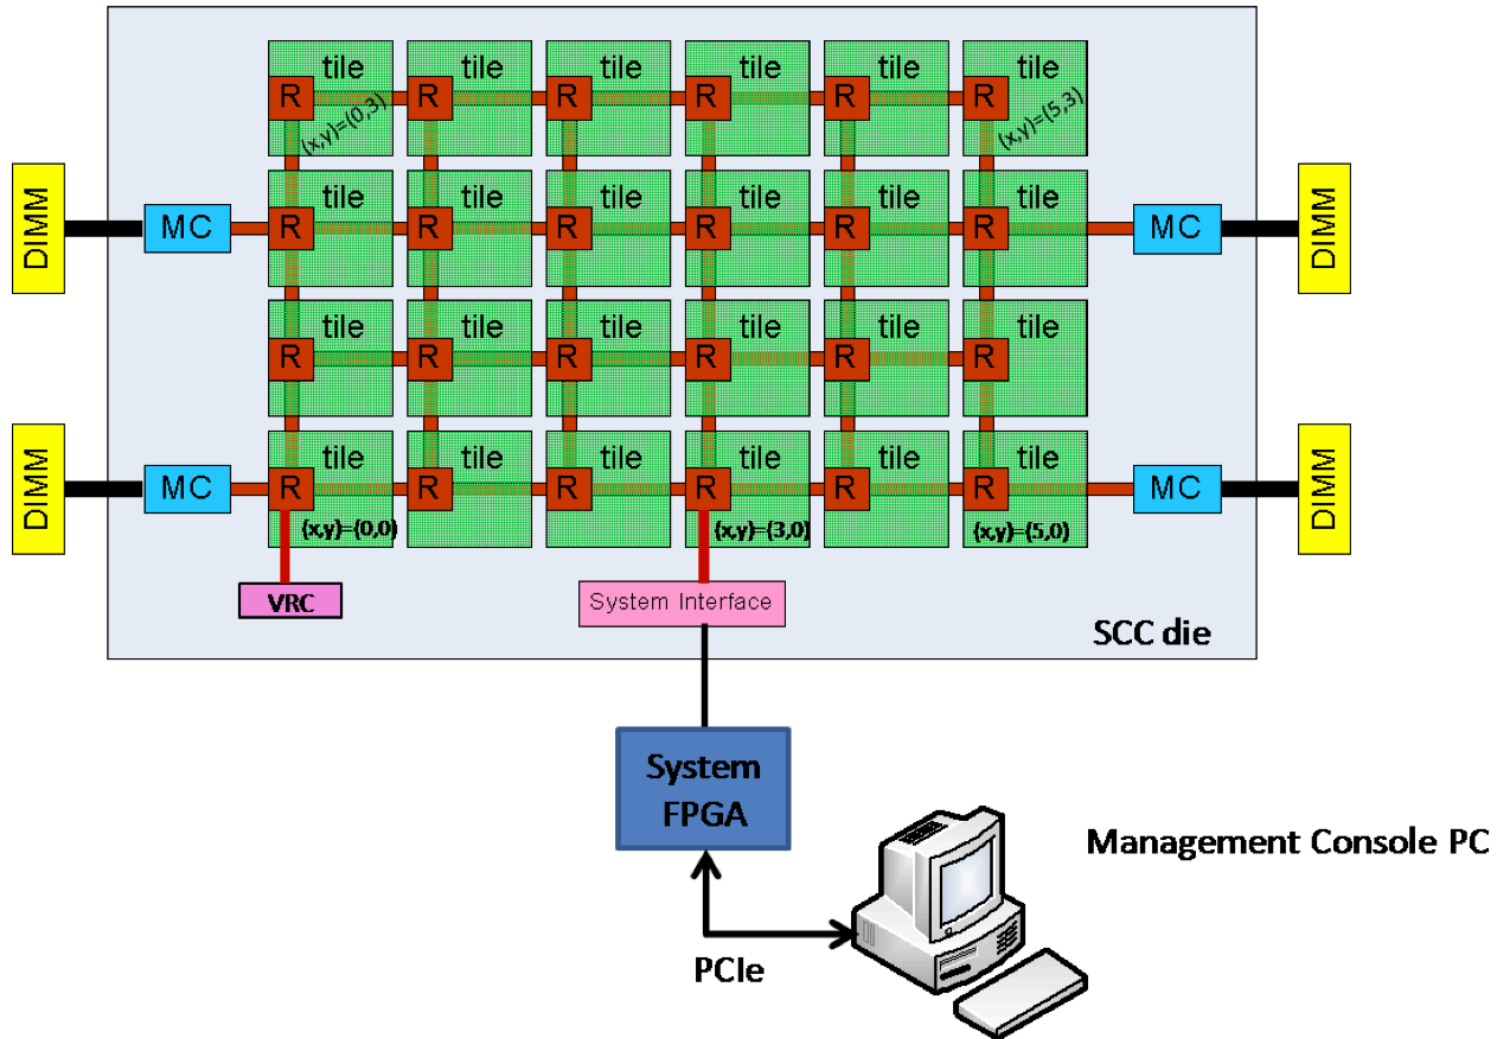 tile tile tile tile tile tile
R R R R R R
(x,y)=(0,3) (x,y)=(5,3)
tile tile tile tile tile tile
DIMM MC R R R R R R MC DIMM
tile tile tile tile tile tile
R R R R R R
tile tile tile tile tile tile
DIMM MC R R R R R R MC DIMM
(x,y)=(0,0) (x,y)=(3,0) (x,y)=(5,0)
VRC System Interface
SCC die
System
FPGA
Management Console PC
PCIe